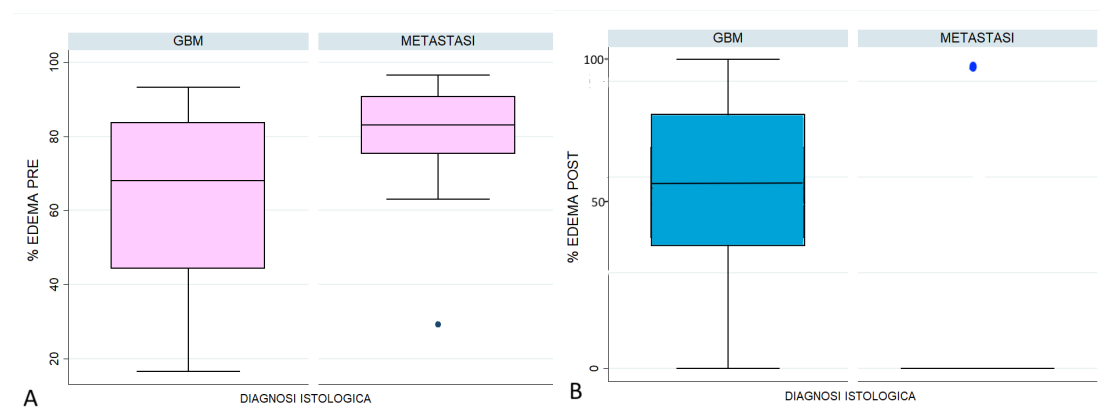 GBM
METASTASI
100
80
60
40
20
% EDEMA PRE
DIAGNOSI ISTOLOGICA
A
GBM
METASTASI
100
50
0
% EDEMA POST
DIAGNOSI ISTOLOGICA
B